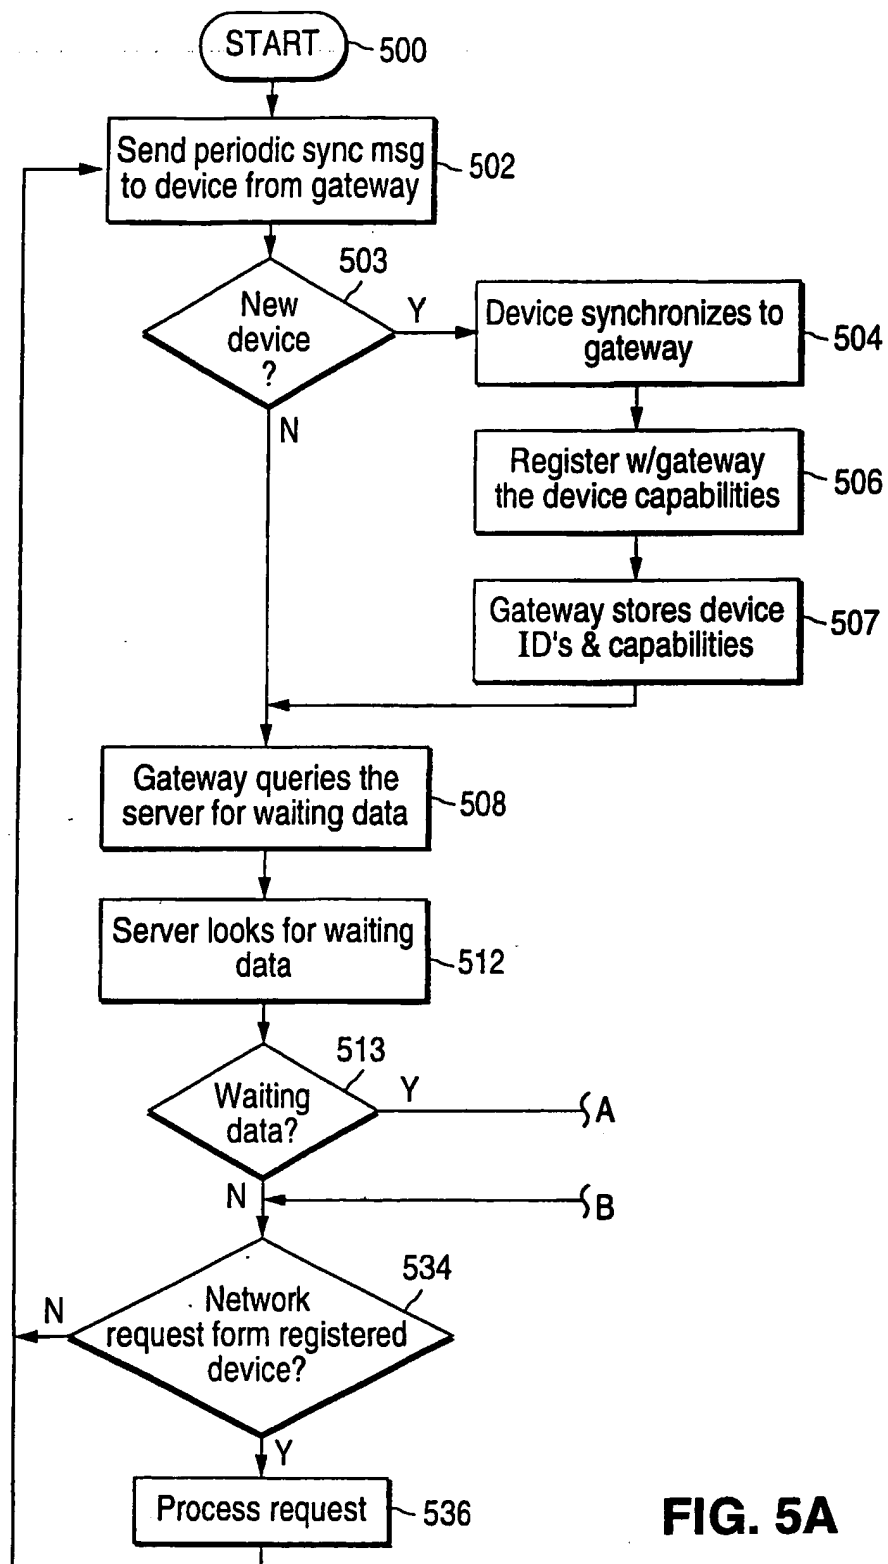 START
500
Send periodic sync msg
to device from gateway
502
503
New
device
?
Y
N
Device synchronizes to
gateway
504
Register w/gateway
the device capabilities
506
Gateway stores device
ID's & capabilities
507
Gateway queries the
server for waiting data
508
Server looks for waiting
data
512
513
Waiting
data?
Y
A
N
B
534
Network
request form registered
device?
N
Y
Process request
536
FIG. 5A